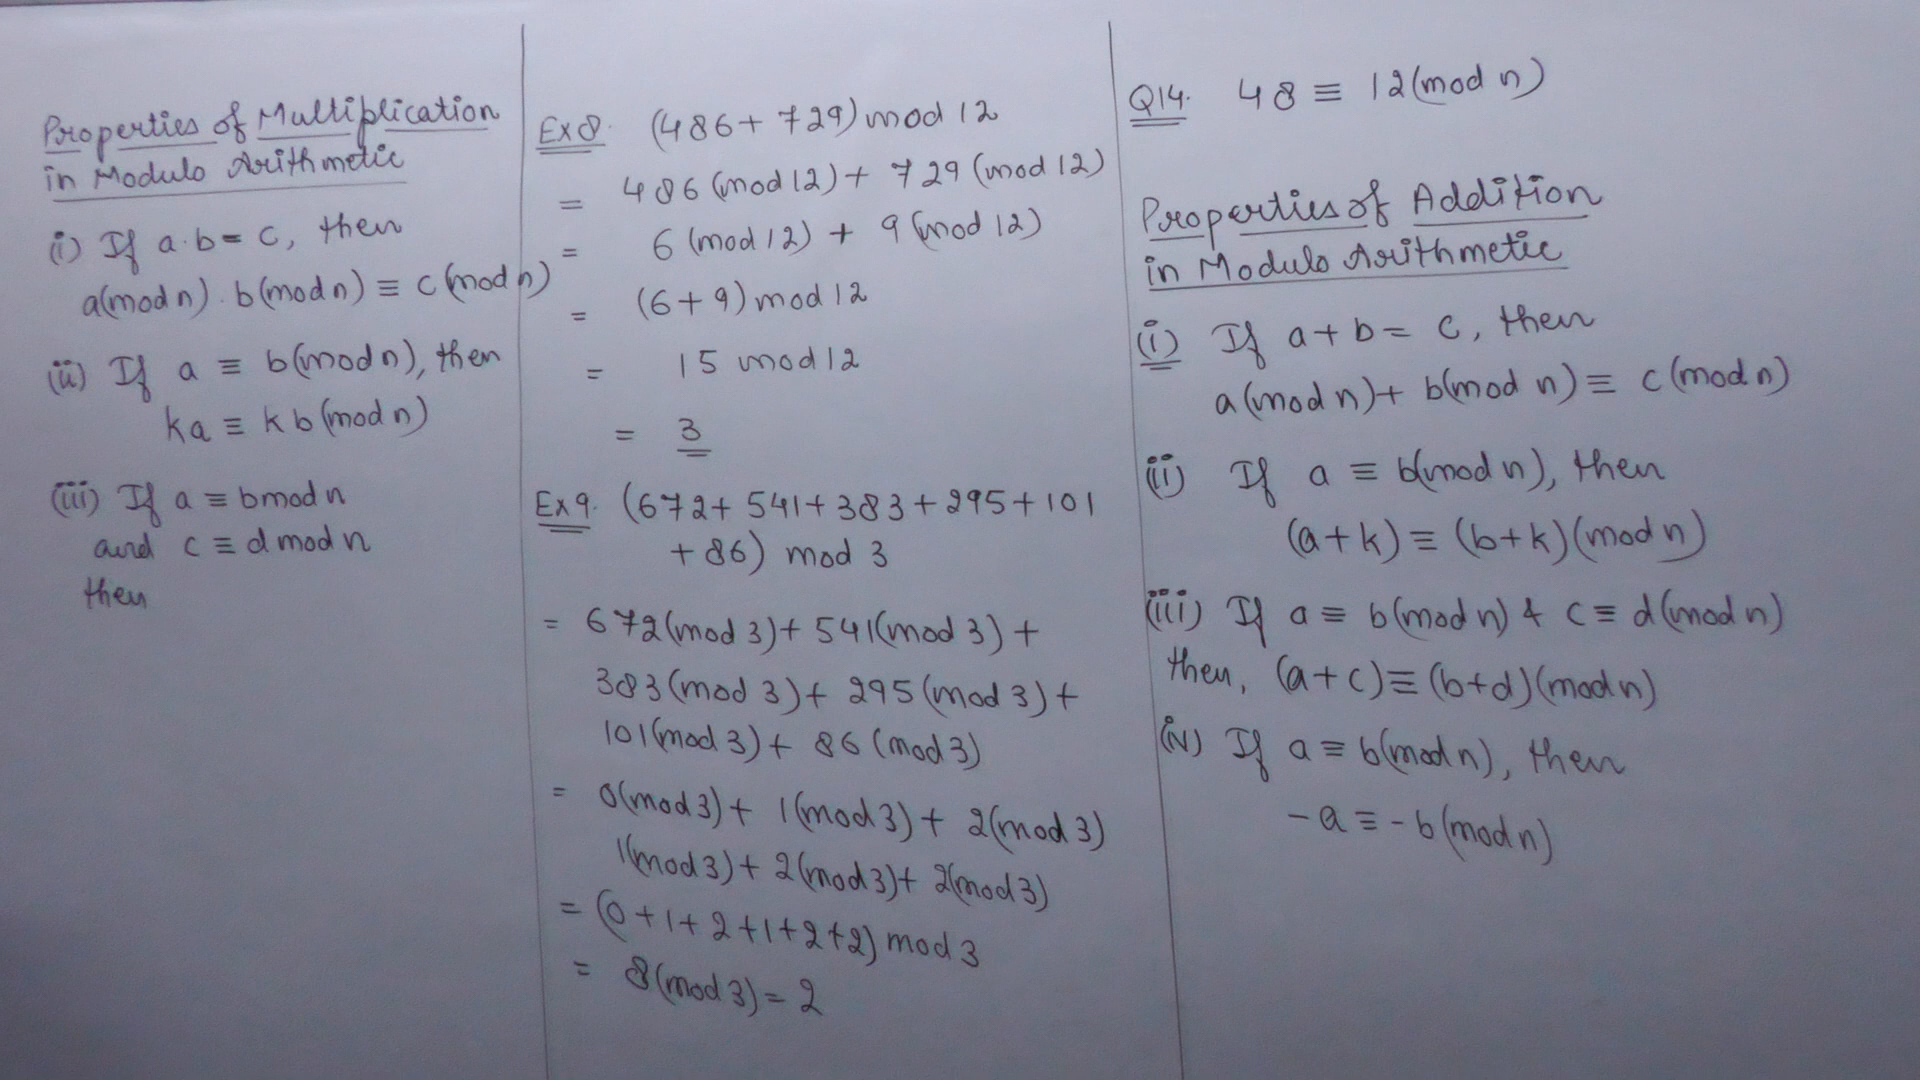 Properties of Multiplication
in Modulo Arithmetic
(i) If a·b = c, then
a(mod n) · b(mod n) ≡ c(mod n)
(ii) If a ≡ b(mod n), then
ka ≡ kb(mod n)
(iii) If a ≡ b mod n
and c ≡ d mod n
then
Ex 8. (486 + 729) mod 12
= 486 (mod 12) + 729 (mod 12)
= 6 (mod 12) + 9 (mod 12)
= (6 + 9) mod 12
= 15 mod 12
= 3
Ex 9. (672 + 541 + 383 + 295 + 101
+ 86) mod 3
= 672(mod 3) + 541(mod 3) +
383(mod 3) + 295(mod 3) +
101(mod 3) + 86(mod 3)
= 0(mod 3) + 1(mod 3) + 2(mod 3)
1(mod 3) + 2(mod 3) + 2(mod 3)
= (0 + 1 + 2 + 1 + 2 + 2) mod 3
= 8(mod 3) = 2
Q14. 48 ≡ 12(mod n)
Properties of Addition
in Modulo Arithmetic
(i) If a + b = c, then
a(mod n) + b(mod n) ≡ c(mod n)
(ii) If a ≡ b(mod n), then
(a + k) ≡ (b + k)(mod n)
(iii) If a ≡ b(mod n) & c ≡ d(mod n)
then, (a + c) ≡ (b + d)(mod n)
(iv) If a ≡ b(mod n), then
-a ≡ -b(mod n)